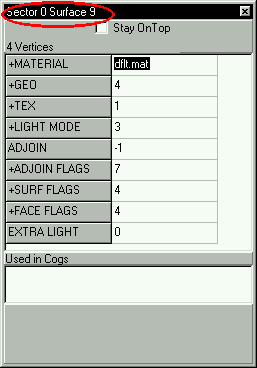 Sector 0 Surface 9
Stay OnTop
4 Vertices
+MATERIAL dflt.mat
+GEO 4
+TEX 1
+LIGHT MODE 3
ADJOIN -1
+ADJOIN FLAGS 7
+SURF FLAGS 4
+FACE FLAGS 4
EXTRA LIGHT 0
Used in Cogs